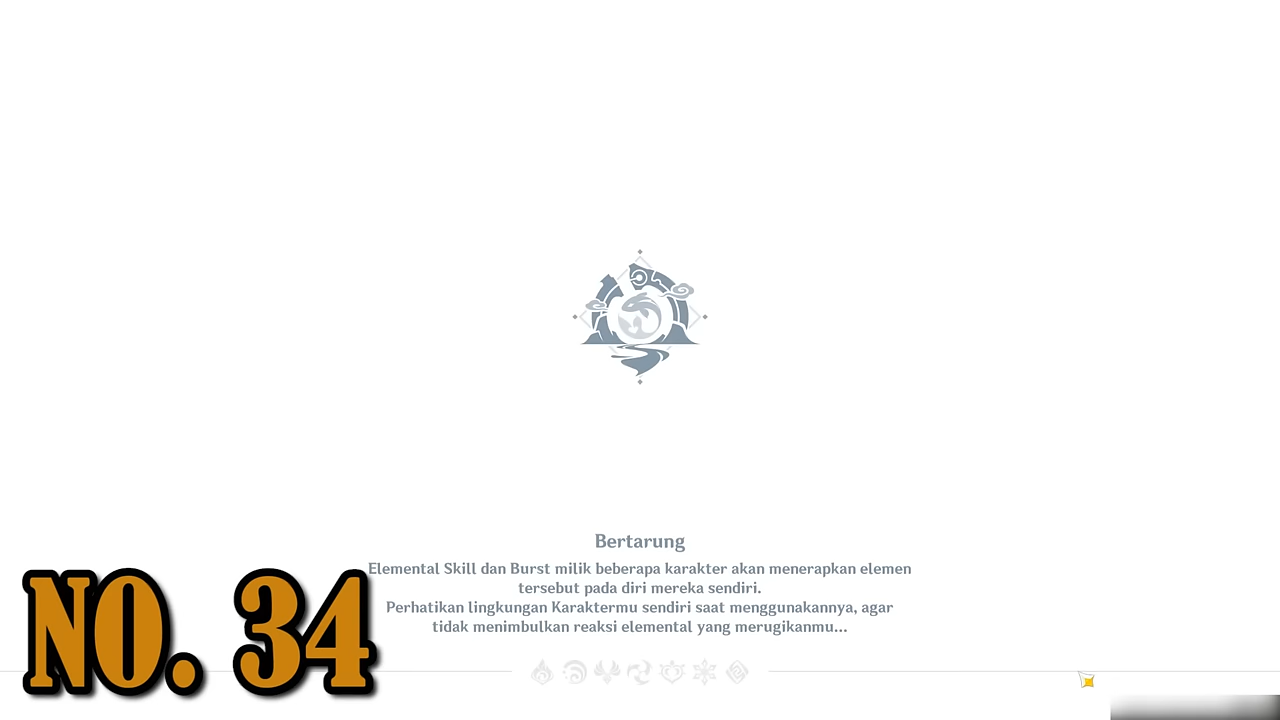 Bertarung
Elemental Skill dan Burst milik beberapa karakter akan menerapkan elemen
tersebut pada diri mereka sendiri.
Perhatikan lingkungan Karaktermu sendiri saat menggunakannya, agar
tidak menimbulkan reaksi elemental yang merugikanmu...
NO. 34